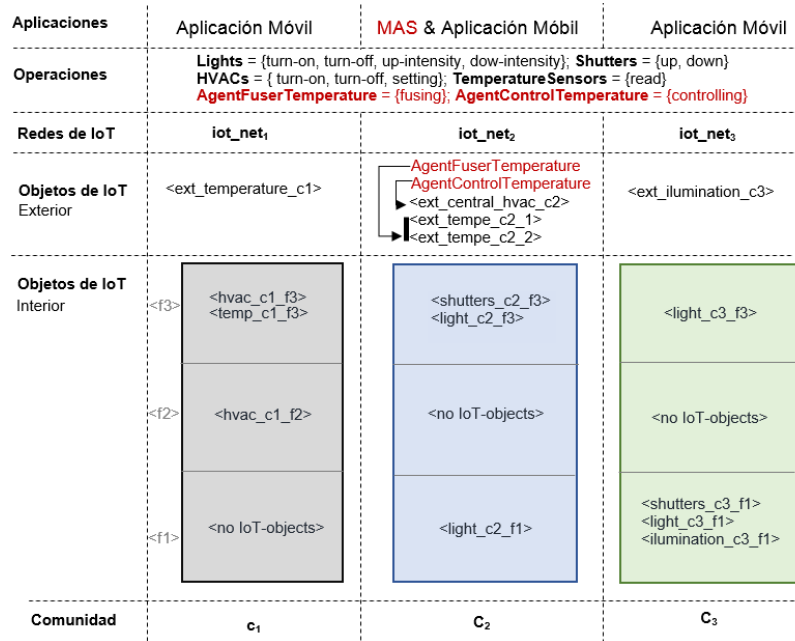 Aplicaciones
Aplicación Móvil
MAS & Aplicación Móbil
Aplicación Móvil
Operaciones
Lights = {turn-on, turn-off, up-intensity, dow-intensity}; Shutters = {up, down}
HVACs = { turn-on, turn-off, setting}; TemperatureSensors = {read}
AgentFuserTemperature = {fusing}; AgentControlTemperature = {controlling}
Redes de IoT
iot_net1
iot_net2
iot_net3
Objetos de IoT
Exterior
<ext_temperature_c1>
AgentFuserTemperature
AgentControlTemperature
<ext_central_hvac_c2>
<ext_tempe_c2_1>
<ext_tempe_c2_2>
<ext_ilumination_c3>
Objetos de IoT
Interior
<f3>
<hvac_c1_f3>
<temp_c1_f3>
<shutters_c2_f3>
<light_c2_f3>
<light_c3_f3>
<f2>
<hvac_c1_f2>
<no IoT-objects>
<no IoT-objects>
<f1>
<no IoT-objects>
<light_c2_f1>
<shutters_c3_f1>
<light_c3_f1>
<ilumination_c3_f1>
Comunidad
c1
C2
C3